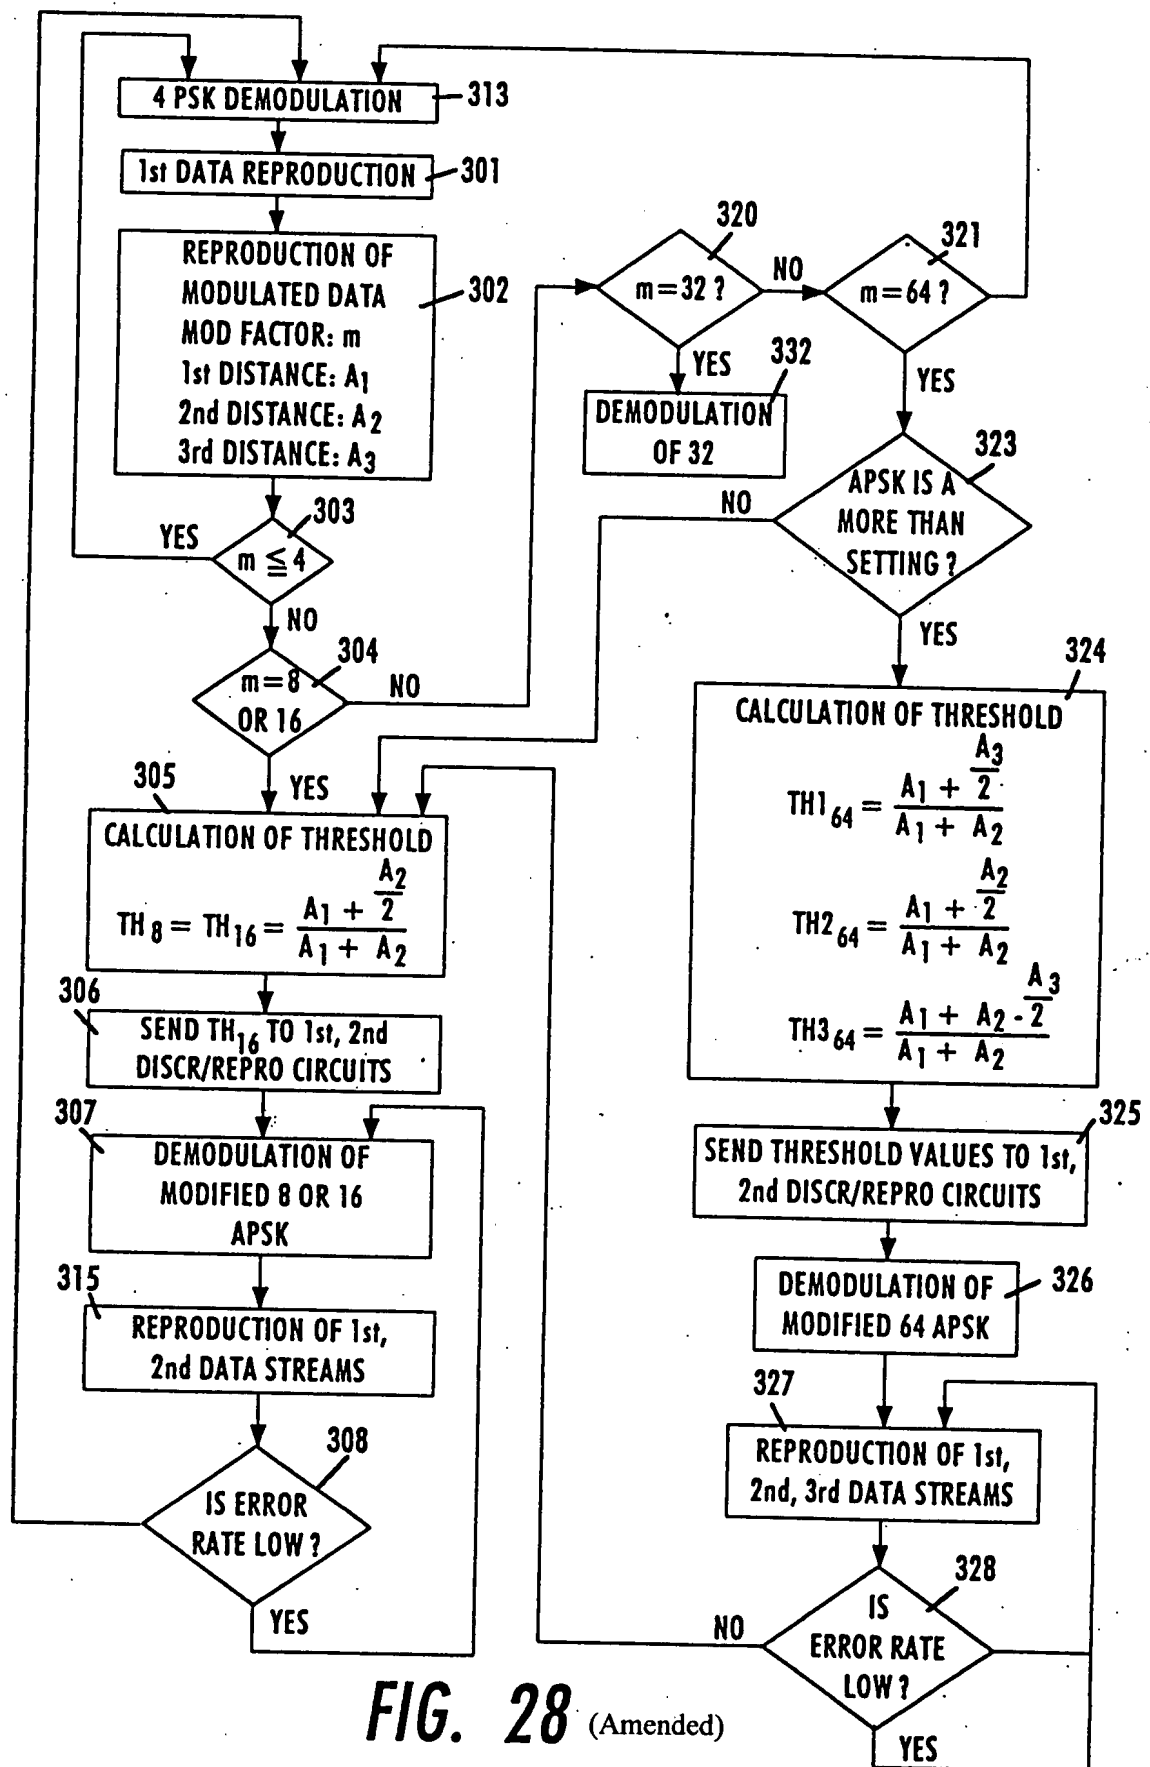 4 PSK DEMODULATION
313
1st DATA REPRODUCTION
301
REPRODUCTION OF
MODULATED DATA
MOD FACTOR: m
1st DISTANCE: A1
2nd DISTANCE: A2
3rd DISTANCE: A3
302
303
YES
m ≦ 4
NO
304
m=8
OR 16
NO
YES
305
CALCULATION OF THRESHOLD
TH8 = TH16 = (A1 + A2/2) / (A1 + A2)
306
SEND TH16 TO 1st, 2nd
DISCR/REPRO CIRCUITS
307
DEMODULATION OF
MODIFIED 8 OR 16
APSK
315
REPRODUCTION OF 1st,
2nd DATA STREAMS
308
IS ERROR
RATE LOW ?
YES
320
m=32 ?
NO
321
m=64 ?
YES
332
DEMODULATION
OF 32
YES
323
NO
APSK IS A
MORE THAN
SETTING ?
YES
324
CALCULATION OF THRESHOLD
TH1 64 = (A1 + A3/2) / (A1 + A2)
TH2 64 = (A1 + A2/2) / (A1 + A2)
TH3 64 = (A1 + A2 - A3/2) / (A1 + A2)
325
SEND THRESHOLD VALUES TO 1st,
2nd DISCR/REPRO CIRCUITS
326
DEMODULATION OF
MODIFIED 64 APSK
327
REPRODUCTION OF 1st,
2nd, 3rd DATA STREAMS
328
NO
IS
ERROR RATE
LOW ?
YES
FIG. 28 (Amended)